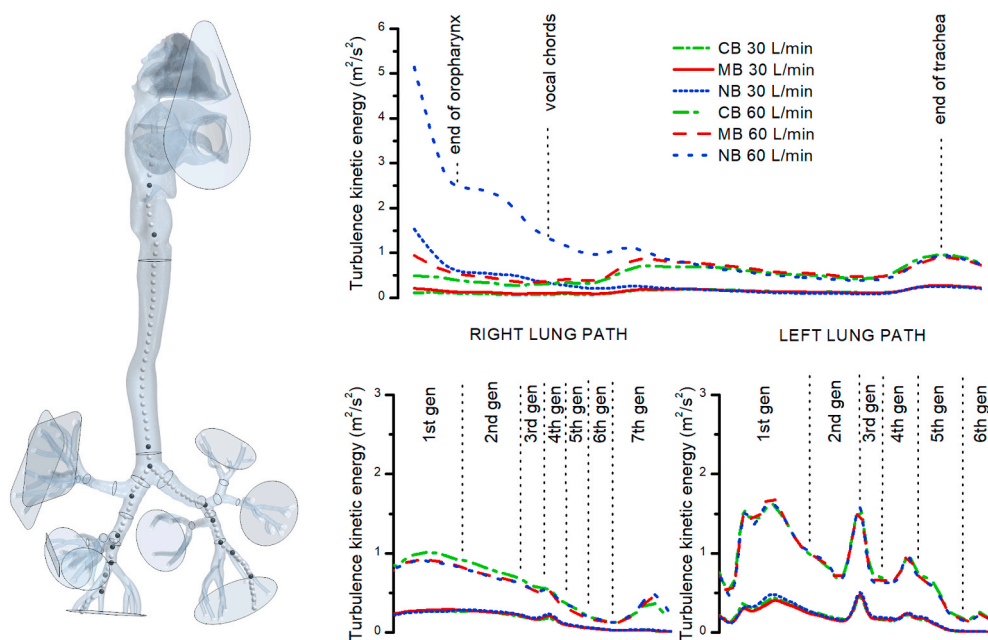 Turbulence kinetic energy (m²/s²)
6
5
4
3
2
1
0
end of oropharynx
vocal chords
end of trachea
CB 30 L/min
MB 30 L/min
NB 30 L/min
CB 60 L/min
MB 60 L/min
NB 60 L/min
RIGHT LUNG PATH
LEFT LUNG PATH
Turbulence kinetic energy (m²/s²)
3
2
1
0
1st gen
2nd gen
3rd gen
4th gen
5th gen
6th gen
7th gen
Turbulence kinetic energy (m²/s²)
3
2
1
0
1st gen
2nd gen
3rd gen
4th gen
5th gen
6th gen